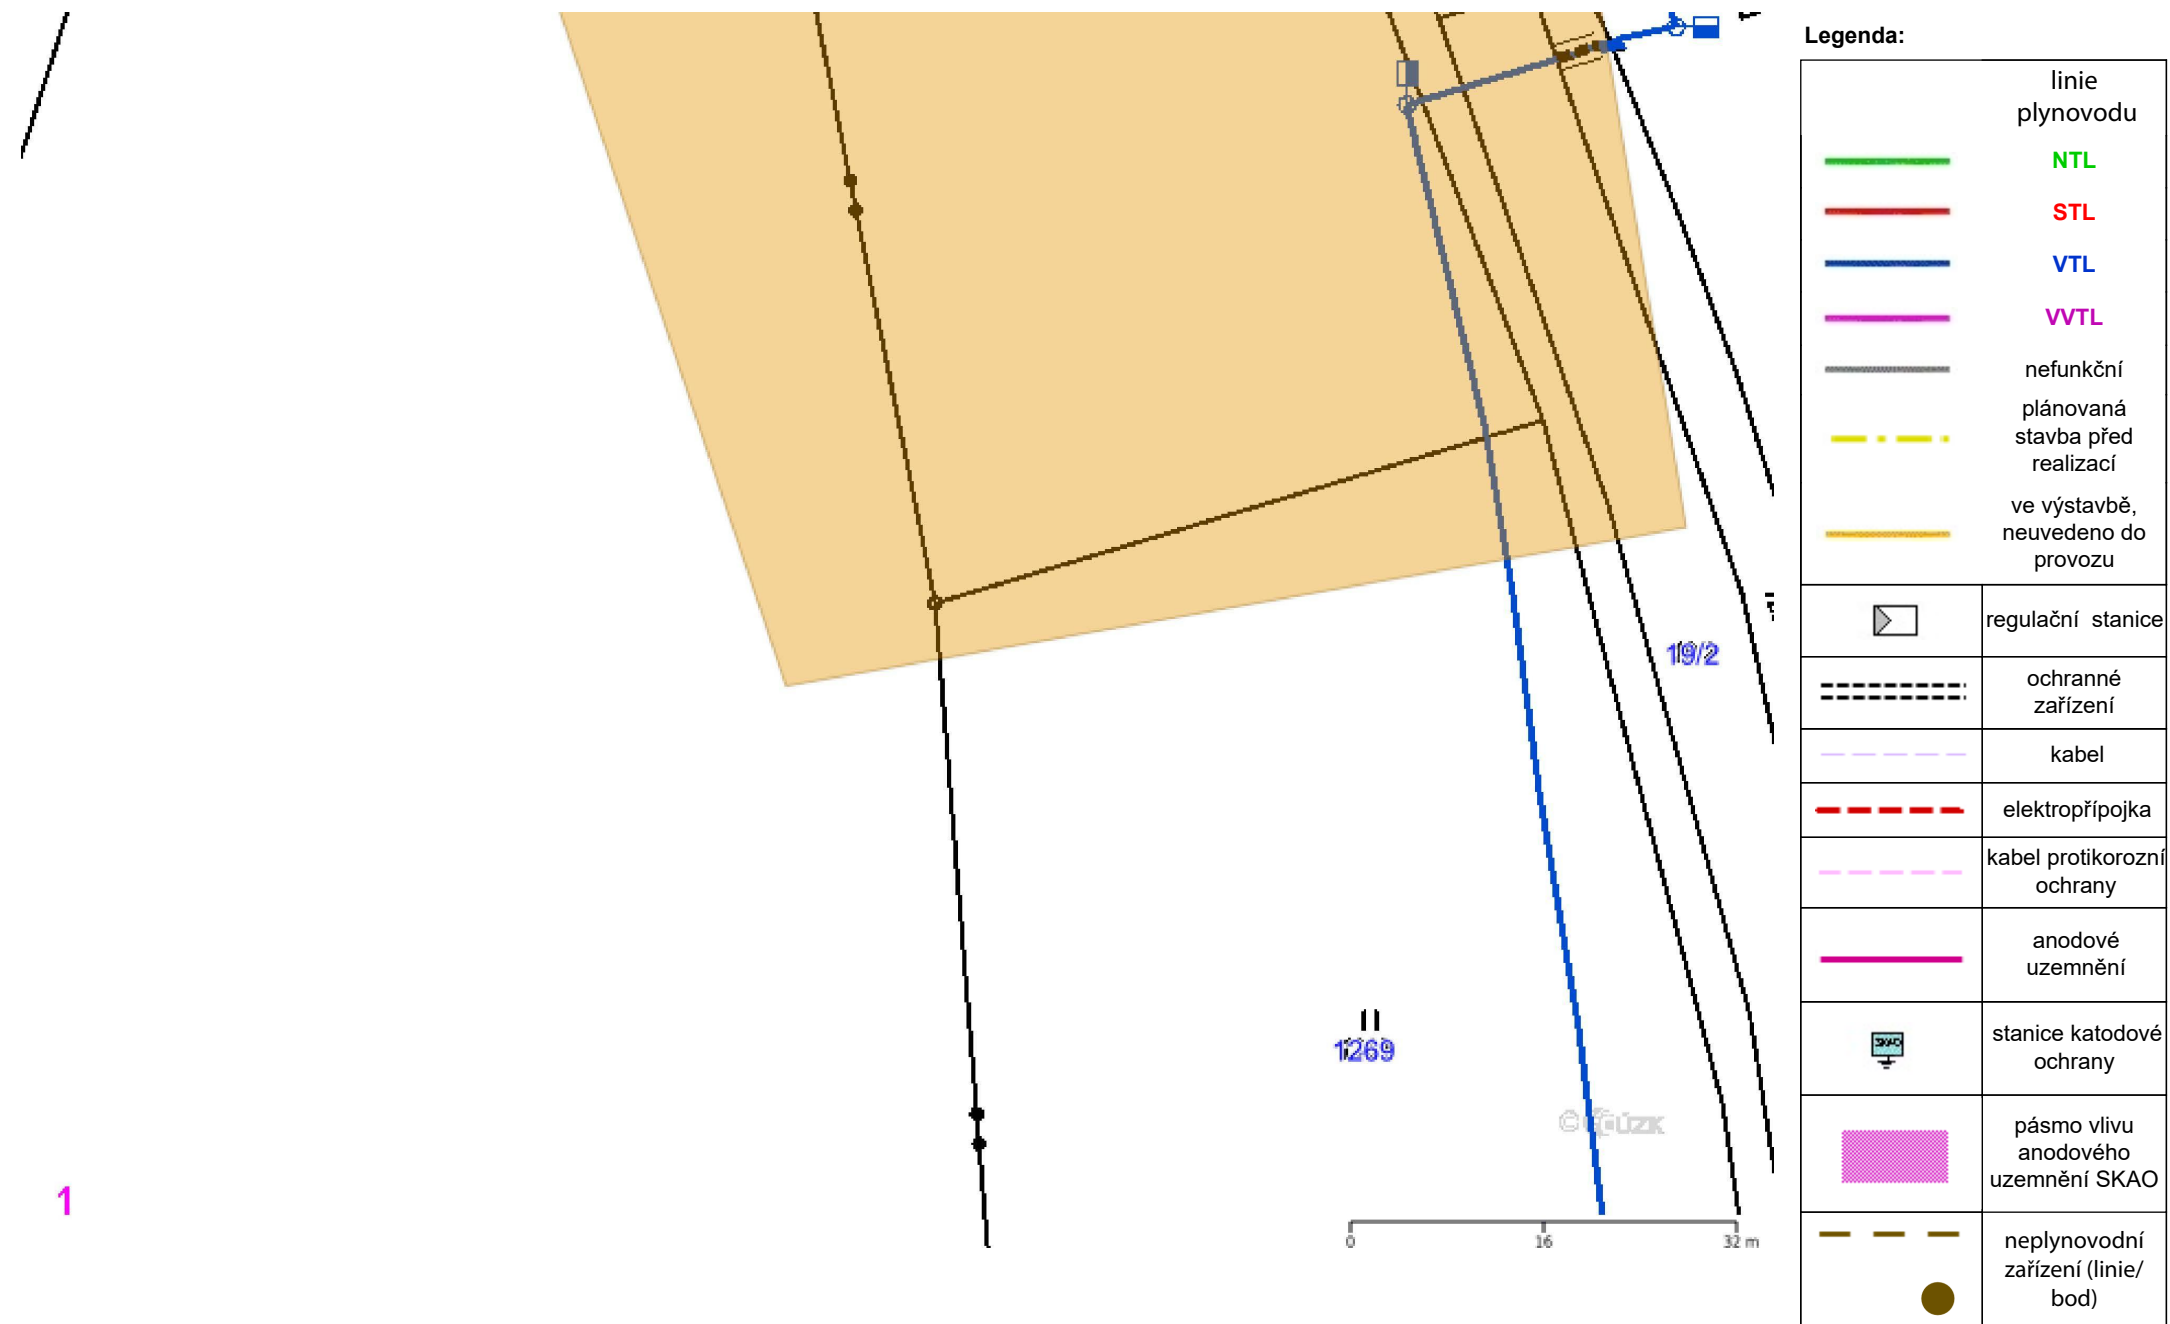 19/2
1269
1
0 16 32 m
Legenda:
linie
plynovodu
NTL
STL
VTL
VVTL
nefunkční
plánovaná
stavba před
realizací
ve výstavbě,
neuvedeno do
provozu
regulační stanice
ochranné
zařízení
kabel
elektropřípojka
kabel protikorozní
ochrany
anodové
uzemnění
SKAO
stanice katodové
ochrany
pásmo vlivu
anodového
uzemnění SKAO
neplynovodní
zařízení (linie/
bod)